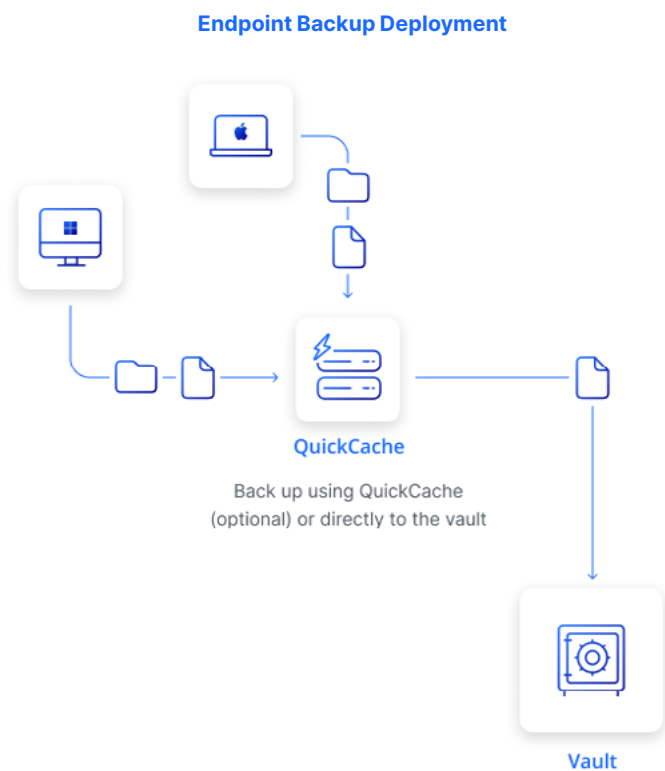 Endpoint Backup Deployment
QuickCache
Back up using QuickCache
(optional) or directly to the vault
Vault